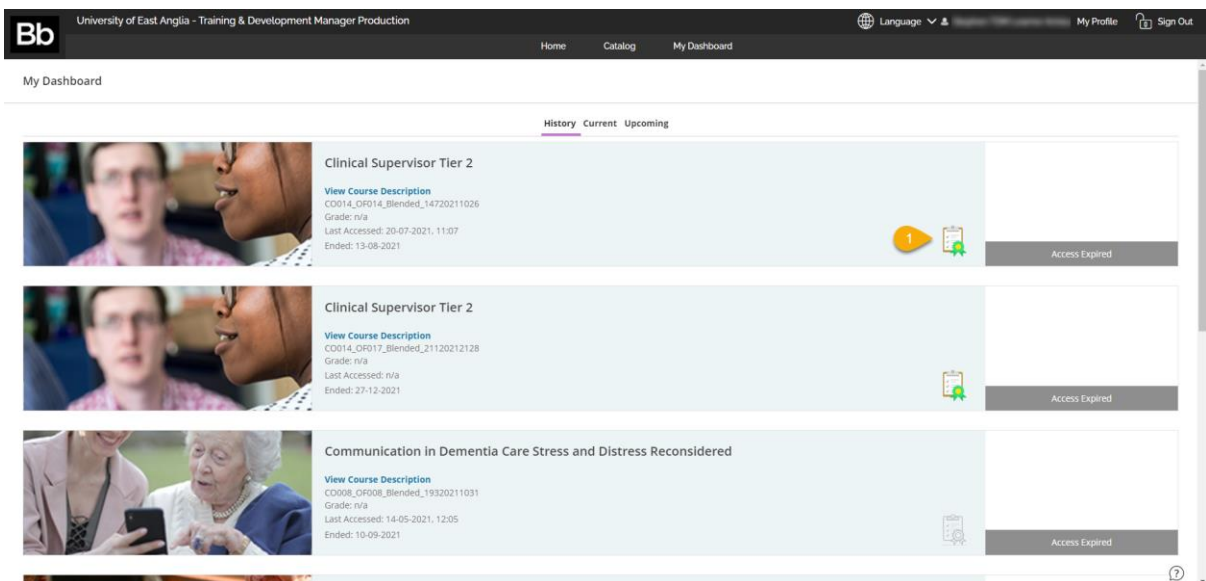 Bb
University of East Anglia - Training & Development Manager Production
Language
My Profile
Sign Out
Home Catalog My Dashboard
My Dashboard
History Current Upcoming
Clinical Supervisor Tier 2
View Course Description
CO014_OF014_Blended_14720211026
Grade: n/a
Last Accessed: 20-07-2021, 11:07
Ended: 13-08-2021
1
Access Expired
Clinical Supervisor Tier 2
View Course Description
CO014_OF017_Blended_21120212128
Grade: n/a
Last Accessed: n/a
Ended: 27-12-2021
Access Expired
Communication in Dementia Care Stress and Distress Reconsidered
View Course Description
CO008_OF008_Blended_19320211031
Grade: n/a
Last Accessed: 14-05-2021, 12:05
Ended: 10-09-2021
Access Expired
?